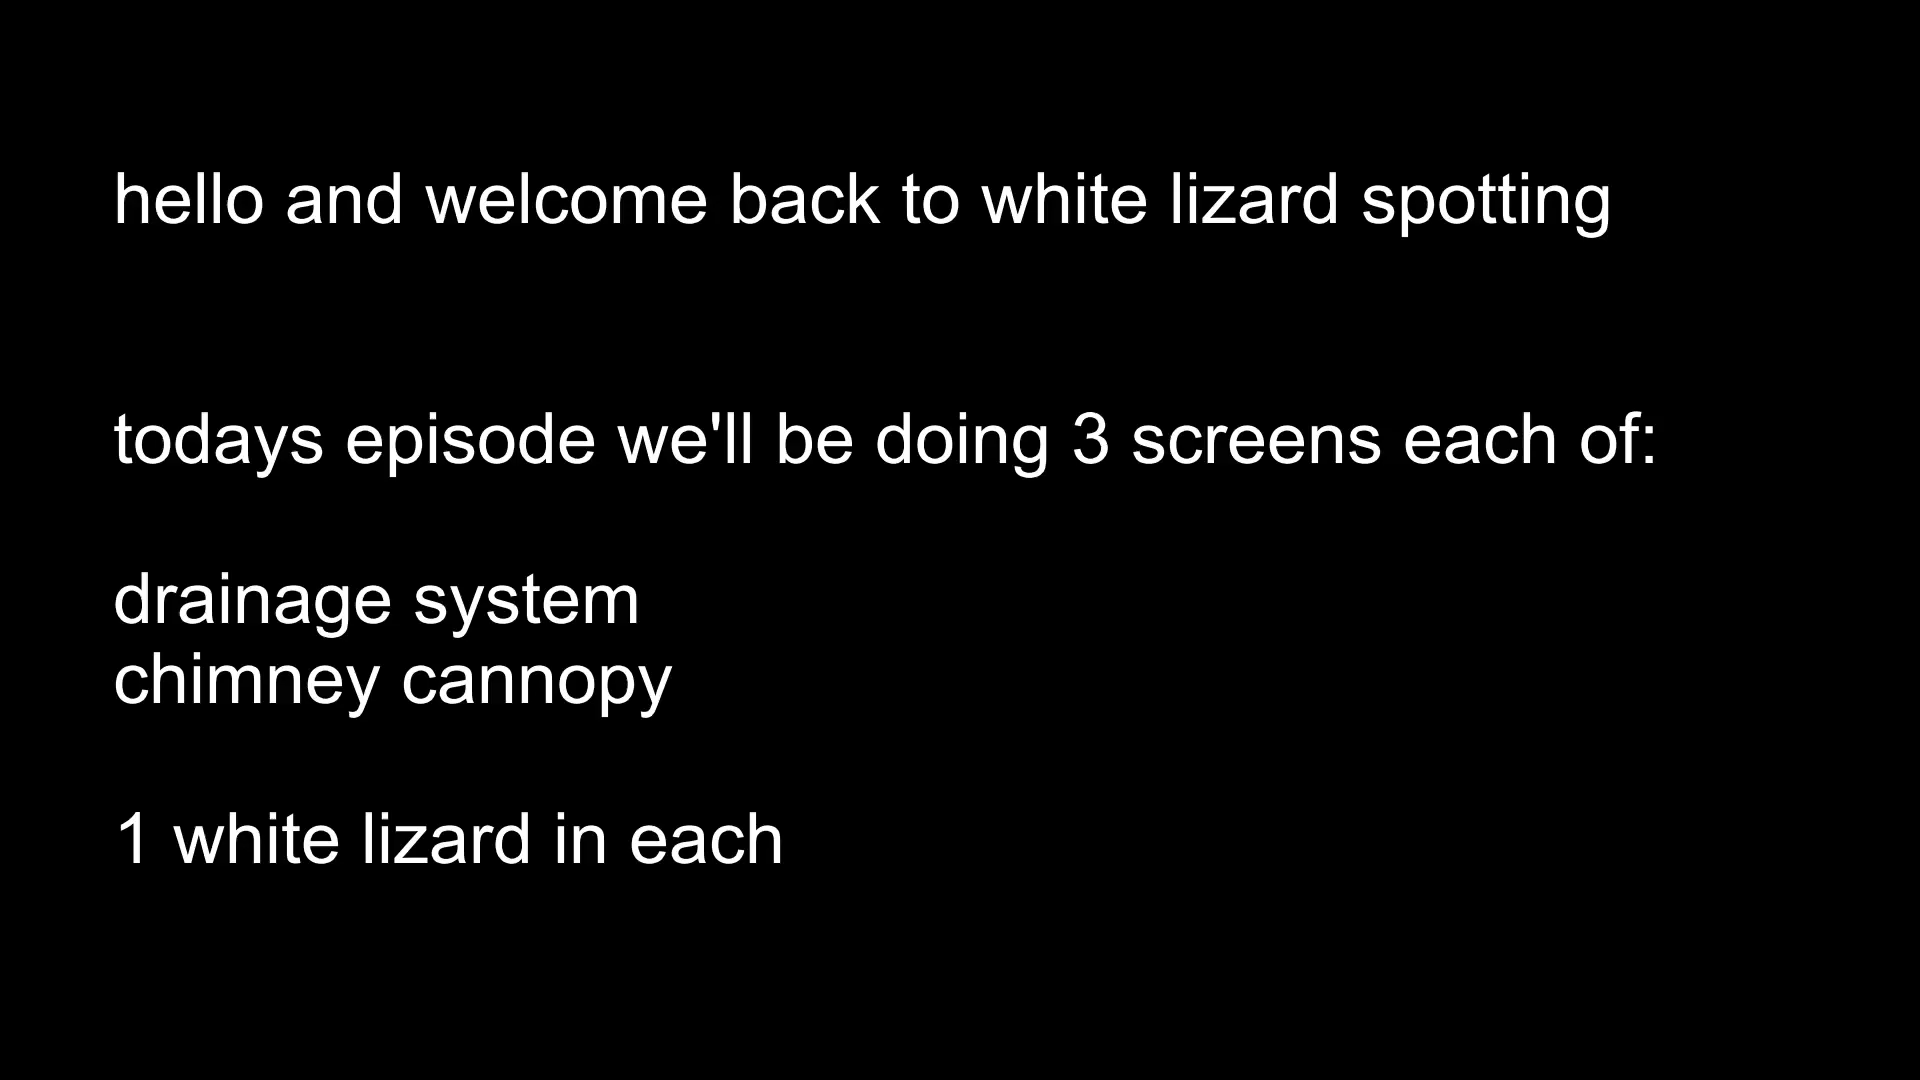 hello and welcome back to white lizard spotting
todays episode we'll be doing 3 screens each of:
drainage system
chimney cannopy
1 white lizard in each